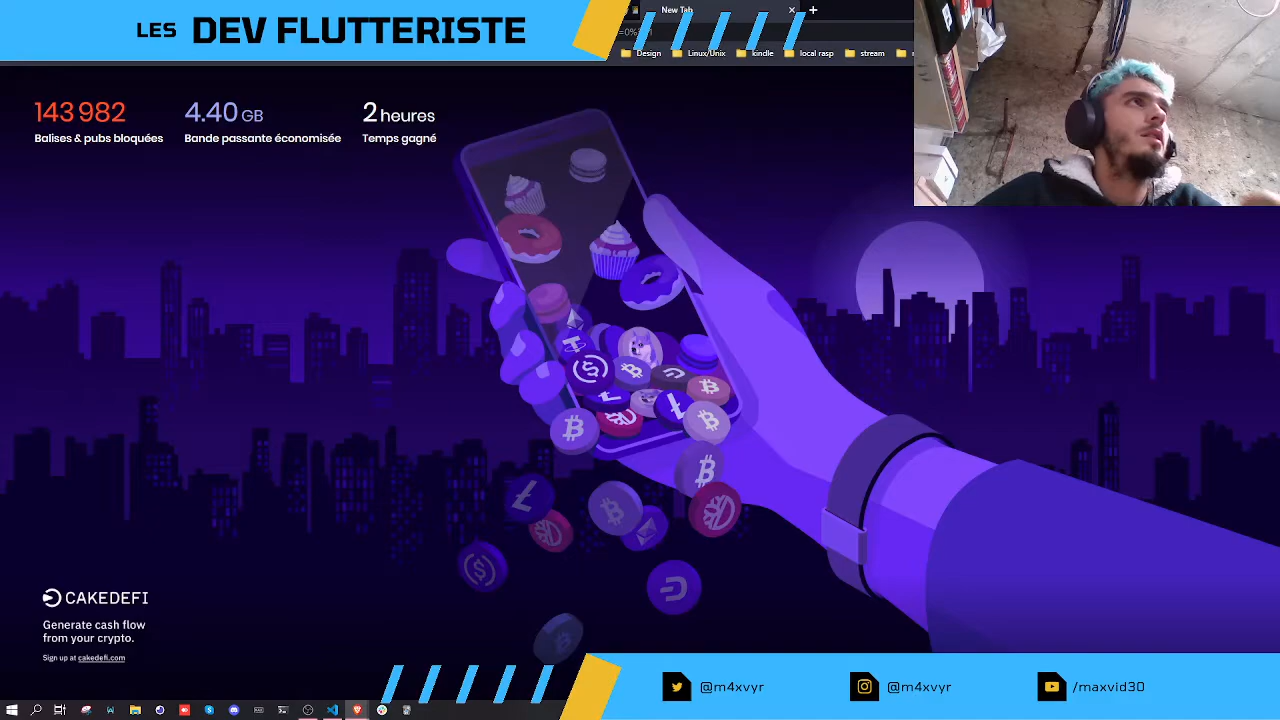 LES DEV FLUTTERISTE
New Tab
Design
Linux/Unix
kindle
local rasp
stream
143 982
Balises & pubs bloquées
4.40 GB
Bande passante économisée
2 heures
Temps gagné
CAKEDEFI
Generate cash flow
from your crypto.
Sign up at cakedefi.com
@m4xvyr
@m4xvyr
/maxvid30